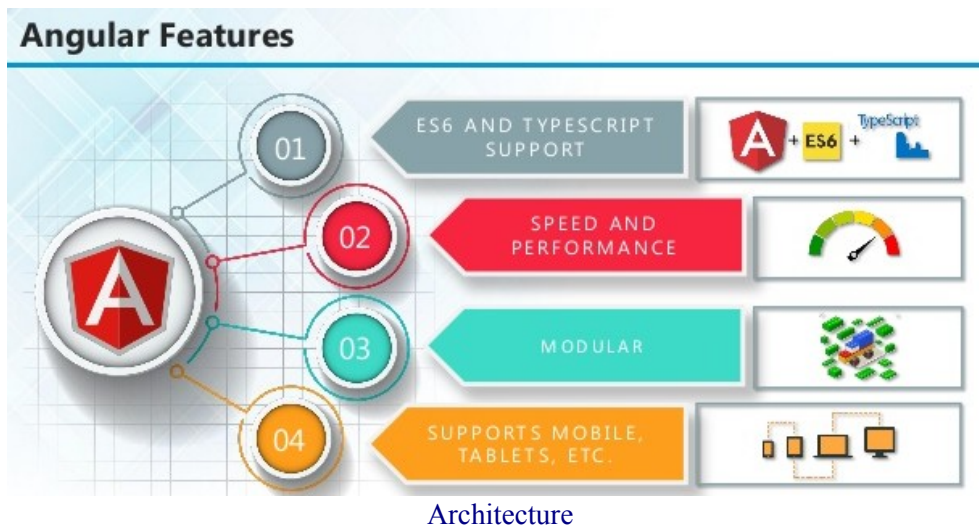 Angular Features
01
ES6 AND TYPESCRIPT
SUPPORT
A + ES6 +
TypeScript
02
SPEED AND
PERFORMANCE
A
03
MODULAR
04
SUPPORTS MOBILE,
TABLETS, ETC.
Architecture